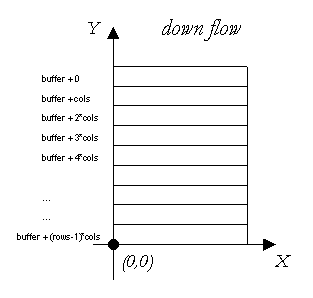 Y
down flow
buffer + 0
buffer +cols
buffer + 2*cols
buffer + 3*cols
buffer + 4*cols
...
...
buffer + (rows-1)*cols
(0,0)
X